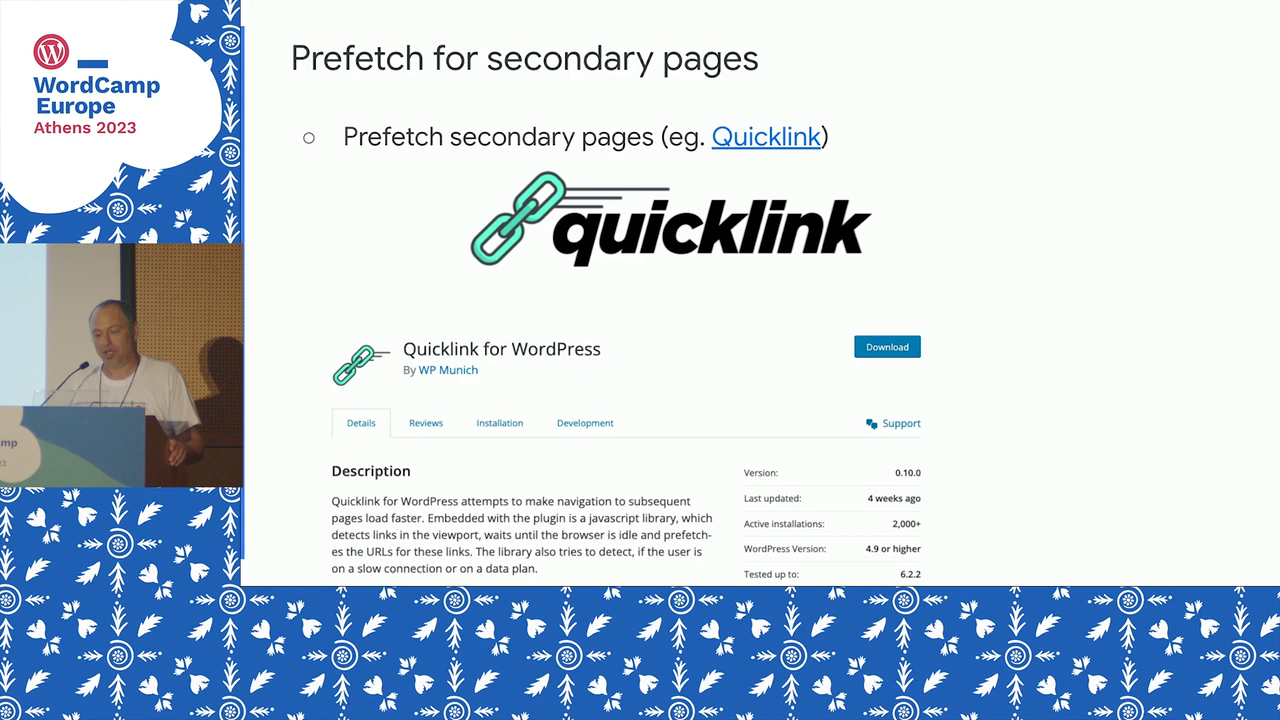 WordCamp
Europe
Athens 2023
Prefetch for secondary pages
Prefetch secondary pages (eg. Quicklink)
quicklink
Quicklink for WordPress
By WP Munich
Download
Details
Reviews
Installation
Development
Support
Description
Quicklink for WordPress attempts to make navigation to subsequent
pages load faster. Embedded with the plugin is a javascript library, which
detects links in the viewport, waits until the browser is idle and prefetch-
es the URLs for these links. The library also tries to detect, if the user is
on a slow connection or on a data plan.
Version: 0.10.0
Last updated: 4 weeks ago
Active installations: 2,000+
WordPress Version: 4.9 or higher
Tested up to: 6.2.2